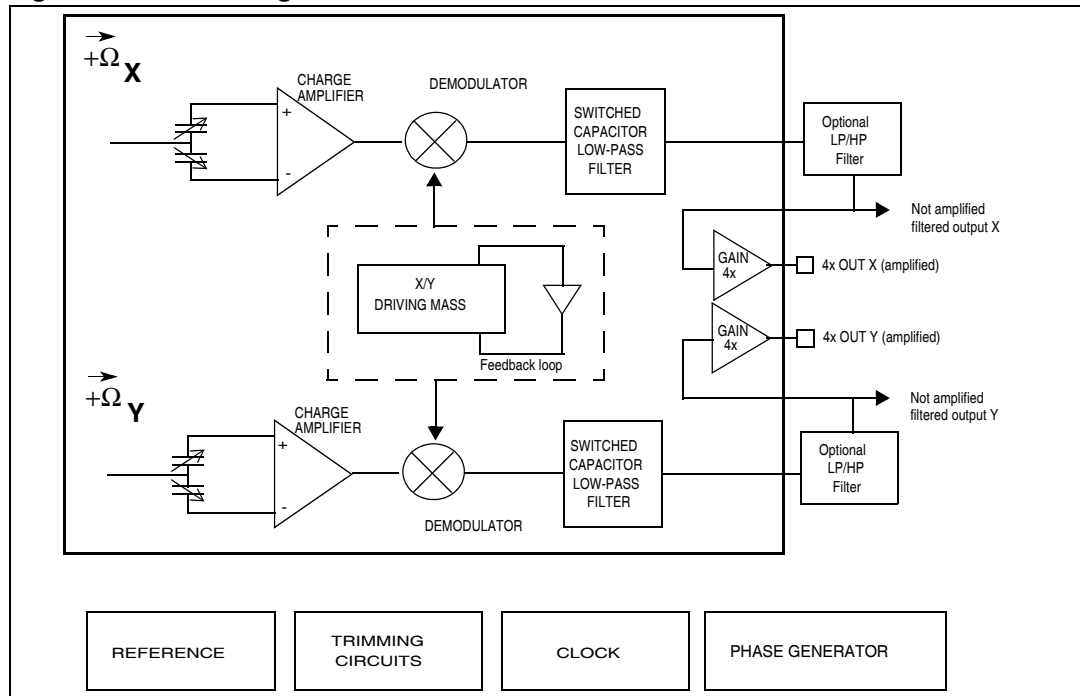 +Ω X
CHARGE
AMPLIFIER
DEMODULATOR
+
-
SWITCHED
CAPACITOR
LOW-PASS
FILTER
Optional
LP/HP
Filter
Not amplified
filtered output X
GAIN
4x
4x OUT X (amplified)
X/Y
DRIVING MASS
Feedback loop
GAIN
4x
4x OUT Y (amplified)
+Ω Y
CHARGE
AMPLIFIER
+
-
DEMODULATOR
SWITCHED
CAPACITOR
LOW-PASS
FILTER
Not amplified
filtered output Y
Optional
LP/HP
Filter
REFERENCE
TRIMMING
CIRCUITS
CLOCK
PHASE GENERATOR